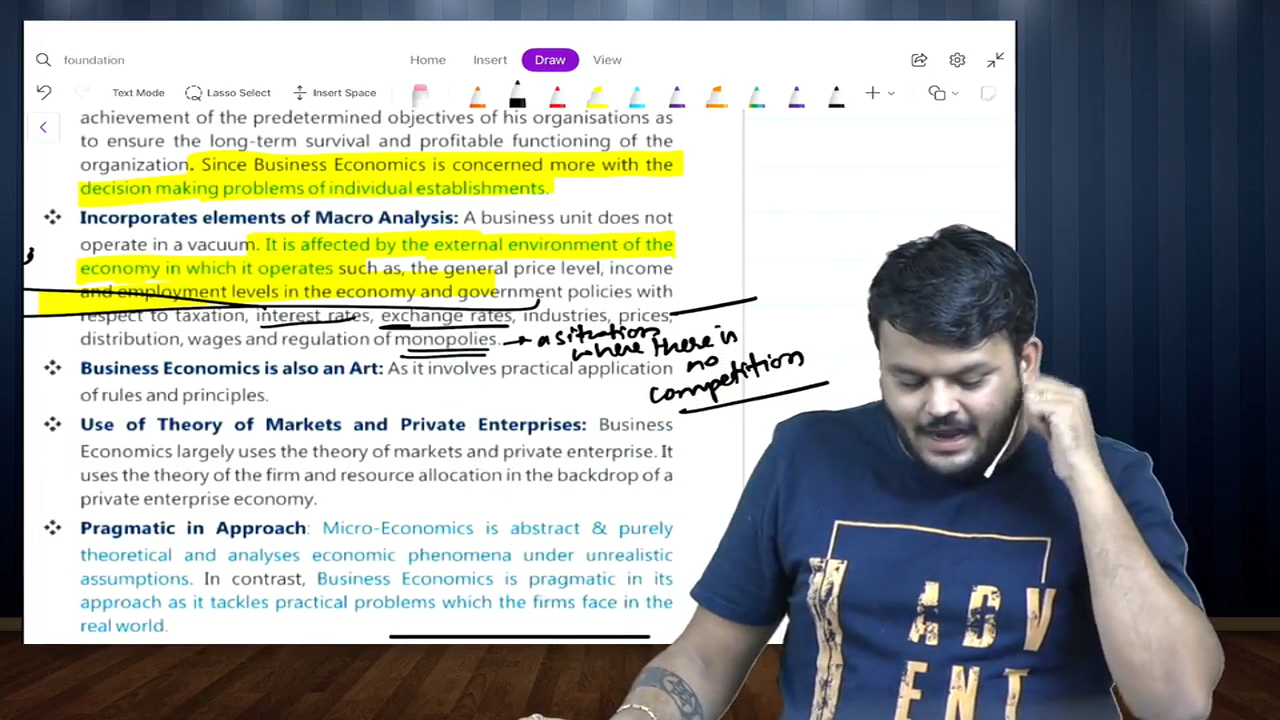 foundation
Home Insert Draw View
Text Mode Lasso Select Insert Space
achievement of the predetermined objectives of his organisations as
to ensure the long-term survival and profitable functioning of the
organization. Since Business Economics is concerned more with the
decision making problems of individual establishments.
❖ Incorporates elements of Macro Analysis: A business unit does not
operate in a vacuum. It is affected by the external environment of the
economy in which it operates such as, the general price level, income
and employment levels in the economy and government policies with
respect to taxation, interest rates, exchange rates, industries, prices,
distribution, wages and regulation of monopolies. → a situation
where there is
no
competition
❖ Business Economics is also an Art: As it involves practical application
of rules and principles.
❖ Use of Theory of Markets and Private Enterprises: Business
Economics largely uses the theory of markets and private enterprise. It
uses the theory of the firm and resource allocation in the backdrop of a
private enterprise economy.
❖ Pragmatic in Approach: Micro-Economics is abstract & purely
theoretical and analyses economic phenomena under unrealistic
assumptions. In contrast, Business Economics is pragmatic in its
approach as it tackles practical problems which the firms face in the
real world.
ADV
ENT